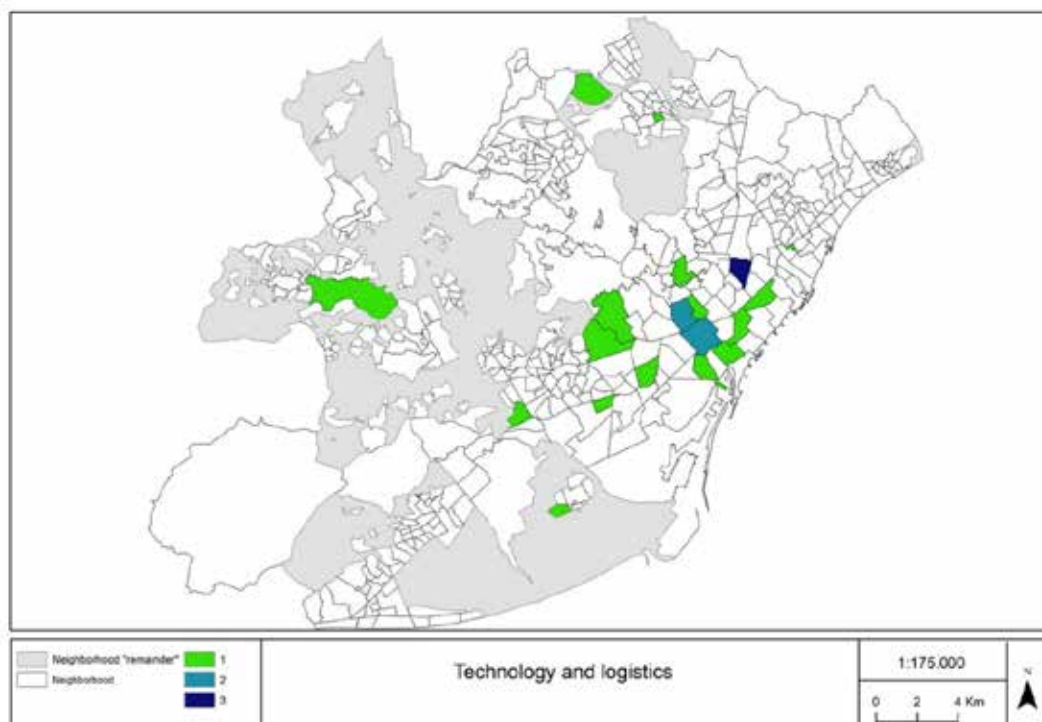 Neighborhood "remainder"
Neighborhood
1
2
3
Technology and logistics
1:175.000
0 2 4 Km
N